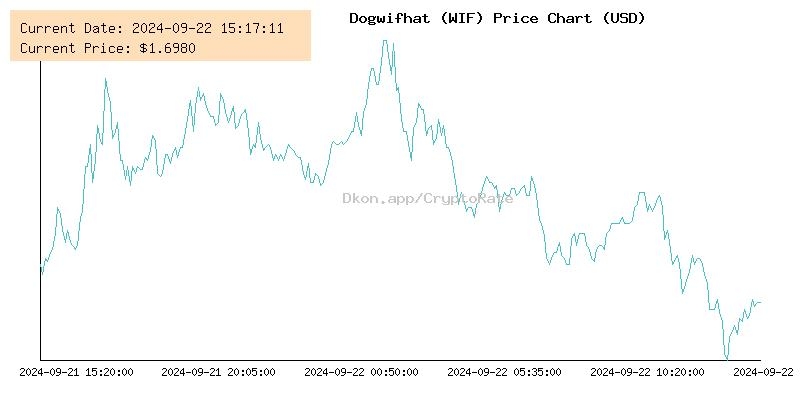 Dogwifhat (WIF) Price Chart (USD)
Current Date: 2024-09-22 15:17:11
Current Price: $1.6980
Dkon.app/CryptoRate
2024-09-21 15:20:00 2024-09-21 20:05:00 2024-09-22 00:50:00 2024-09-22 05:35:00 2024-09-22 10:20:00 2024-09-22